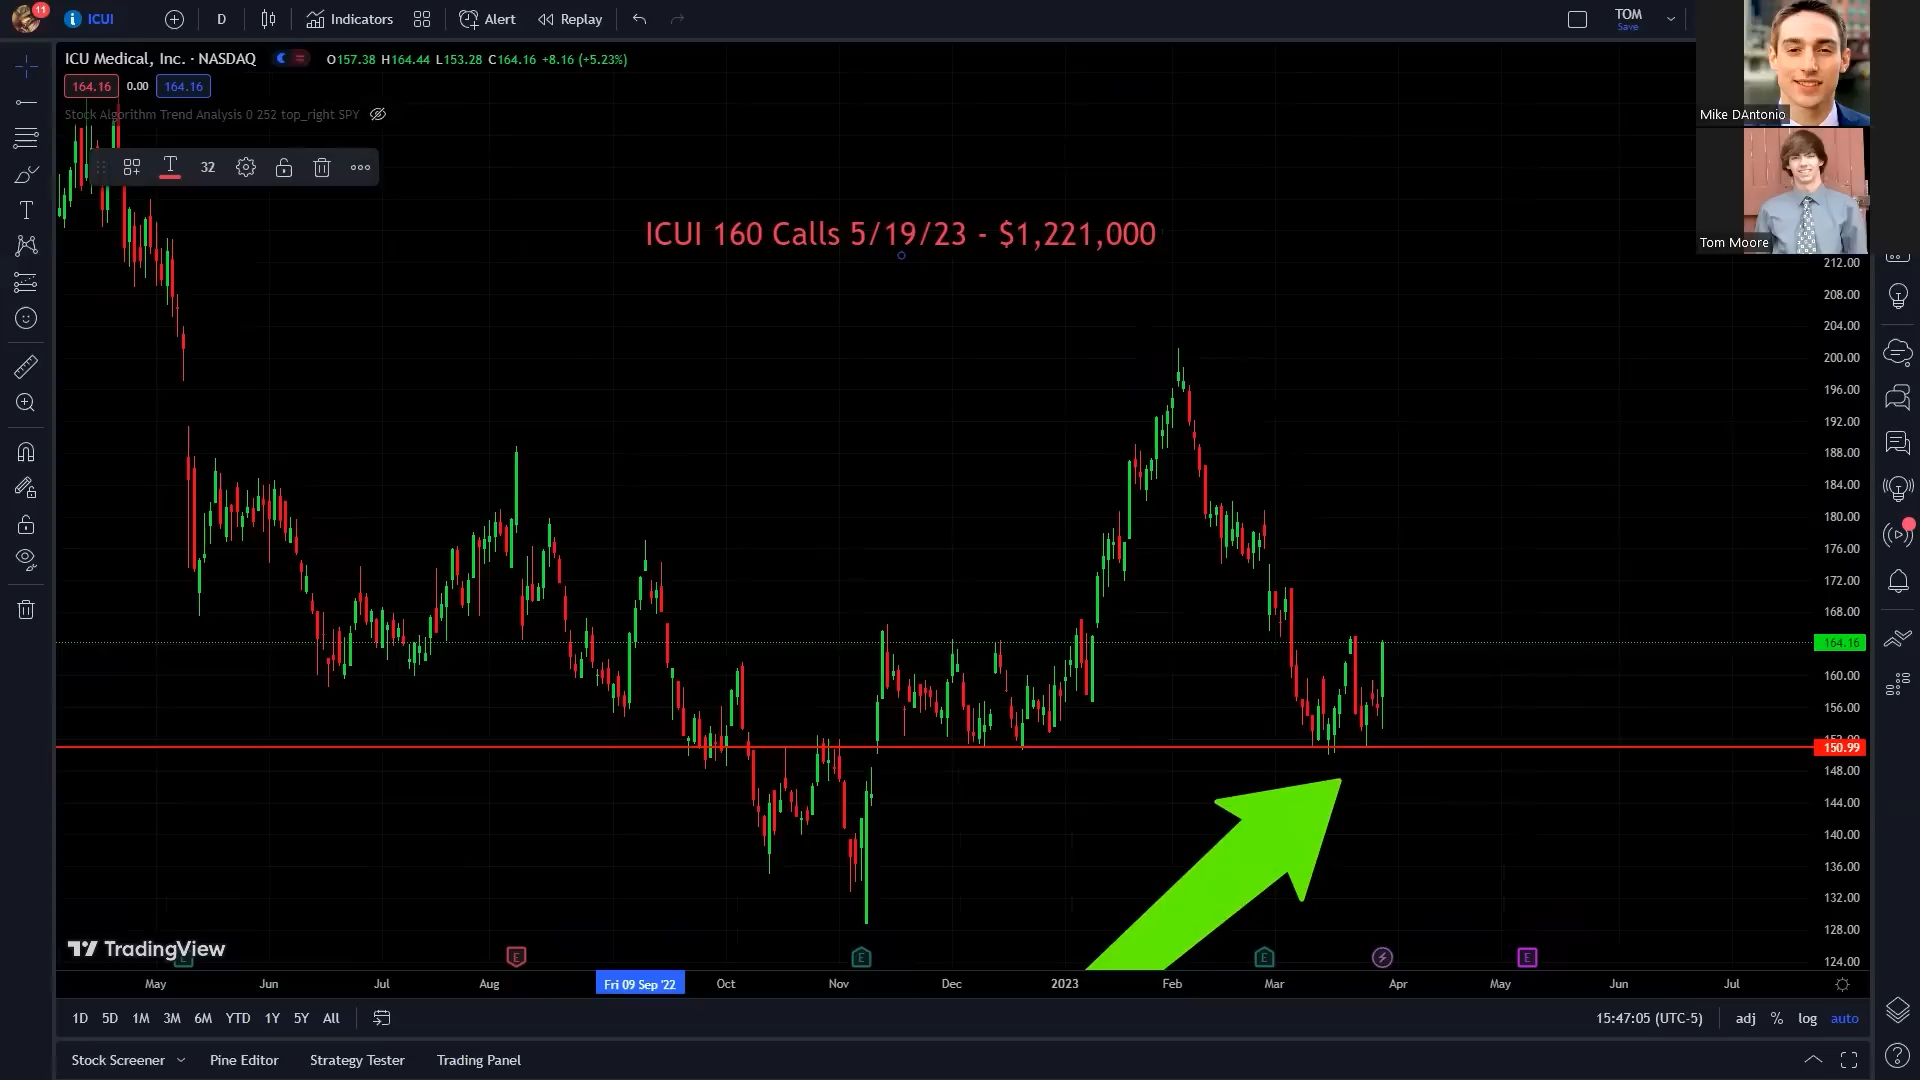 11
ICUI
D
Indicators
Alert
Replay
TOM
Save
ICU Medical, Inc. · NASDAQ
O157.38 H164.44 L153.28 C164.16 +8.16 (+5.23%)
164.16
0.00
164.16
Stock Algorithm Trend Analysis 0 252 top_right SPY
T
32
Mike DAntonio
Tom Moore
ICUI 160 Calls 5/19/23 - $1,221,000
212.00
208.00
204.00
200.00
196.00
192.00
188.00
184.00
180.00
176.00
172.00
168.00
164.16
160.00
156.00
152.00
150.99
148.00
144.00
140.00
136.00
132.00
128.00
124.00
TradingView
E
E
E
E
E
May
Jun
Jul
Aug
Fri 09 Sep '22
Oct
Nov
Dec
2023
Feb
Mar
Apr
May
Jun
Jul
1D
5D
1M
3M
6M
YTD
1Y
5Y
All
15:47:05 (UTC-5)
adj
%
log
auto
Stock Screener
Pine Editor
Strategy Tester
Trading Panel